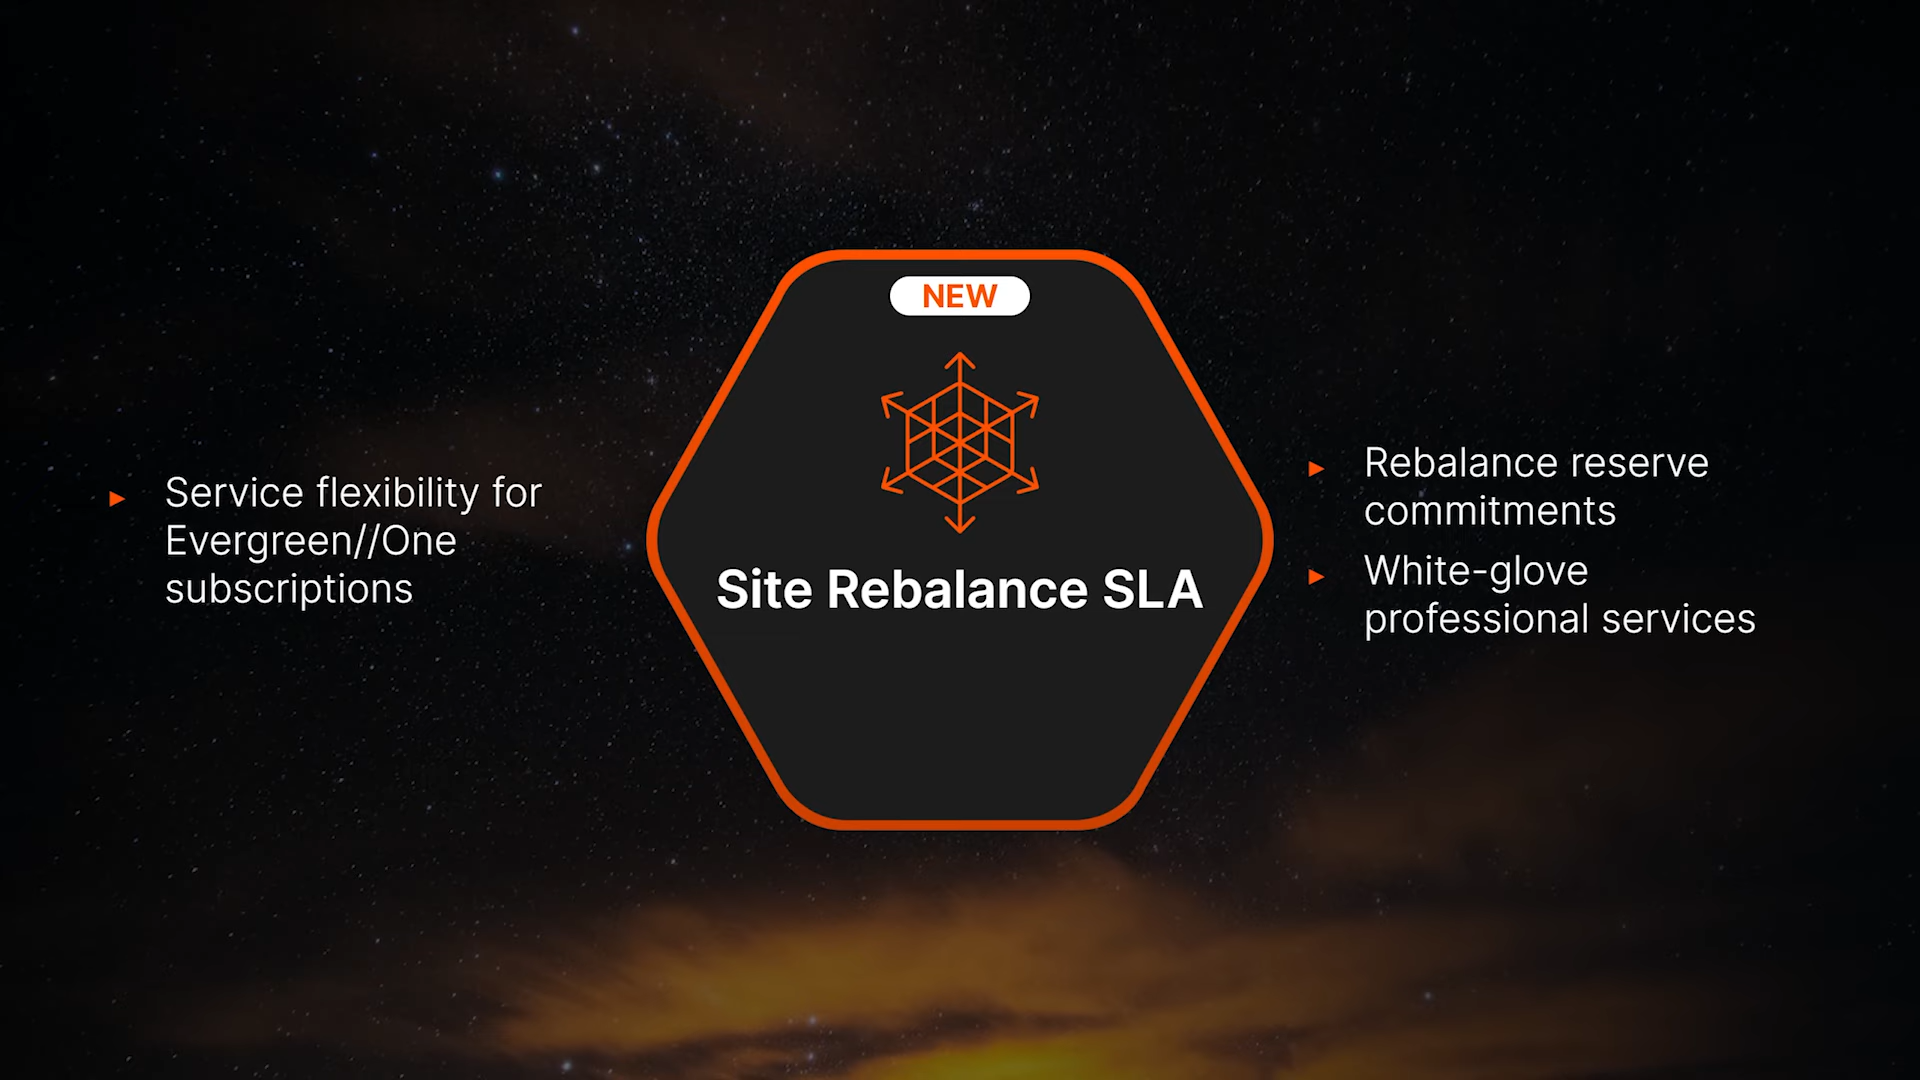 NEW
Site Rebalance SLA
▸ Service flexibility for
Evergreen//One
subscriptions
▸ Rebalance reserve
commitments
▸ White-glove
professional services